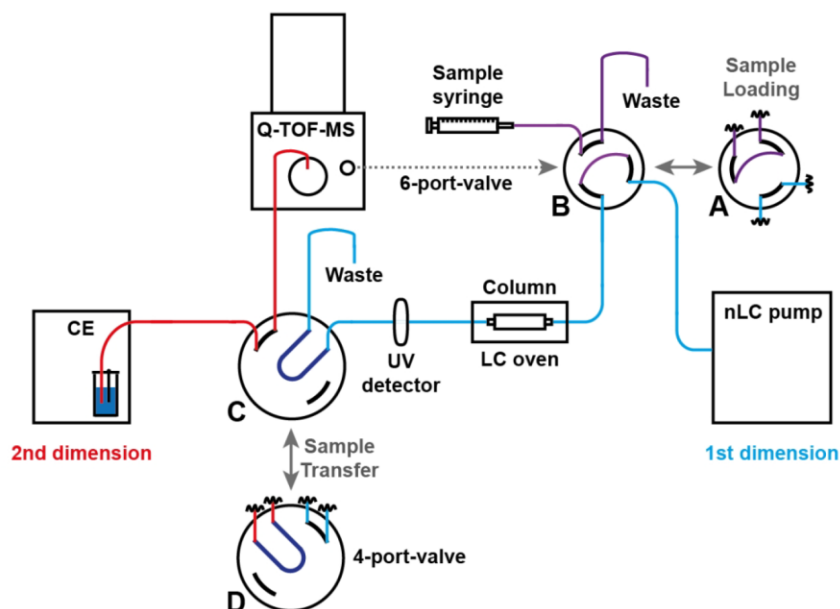 Q-TOF-MS
Sample
syringe
Waste
Sample
Loading
6-port-valve
B
A
Waste
Column
LC oven
nLC pump
CE
UV
detector
C
2nd dimension
Sample
Transfer
1st dimension
4-port-valve
D